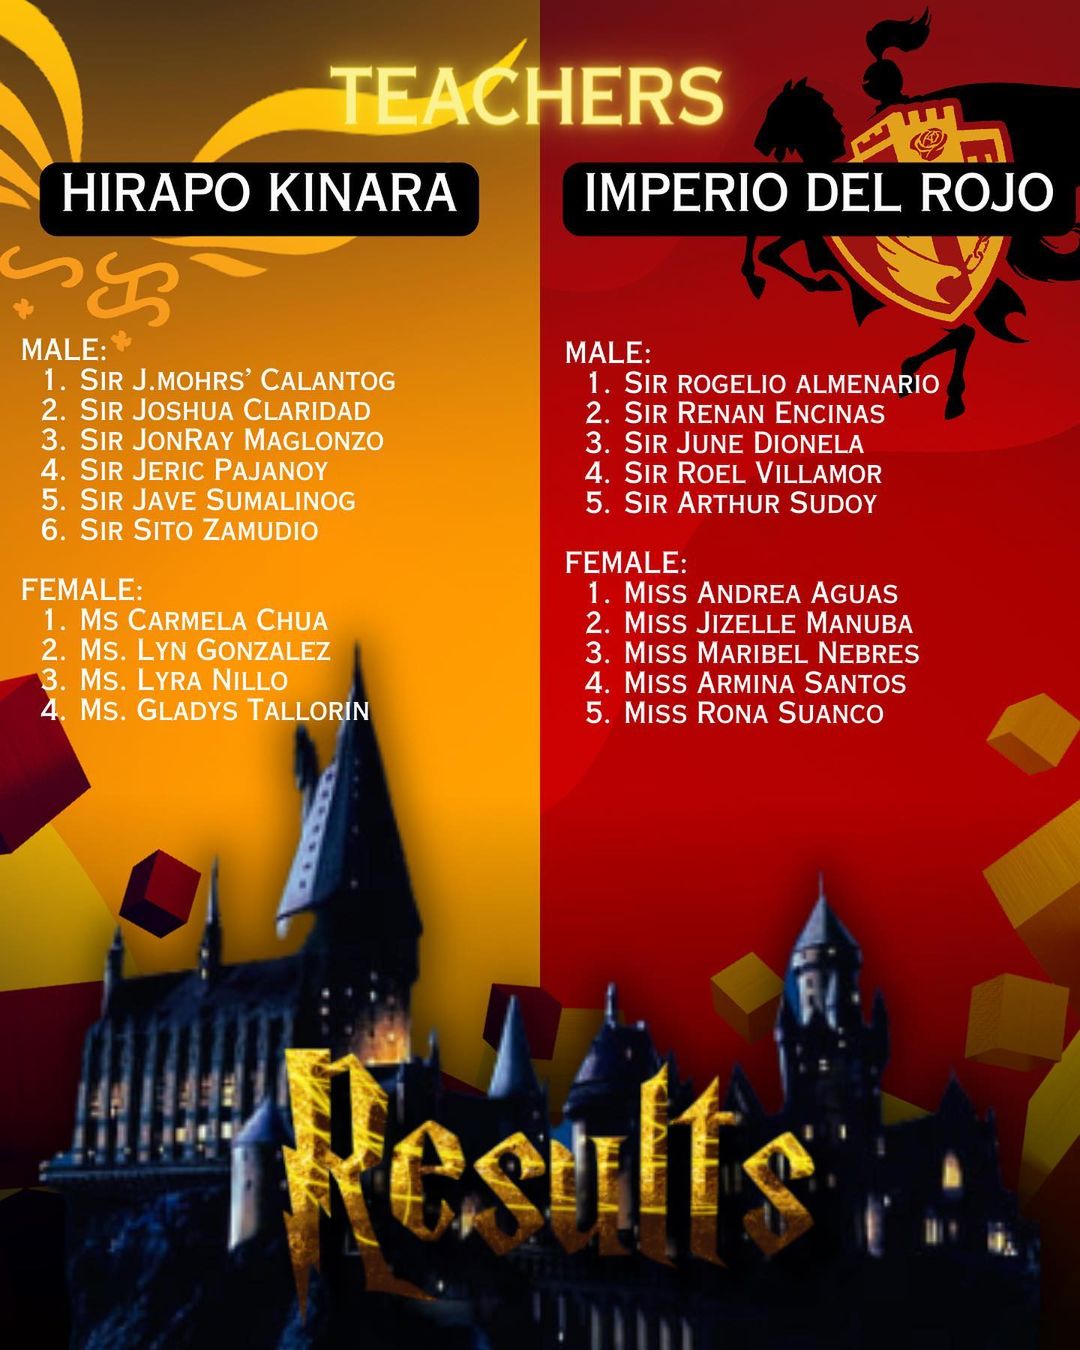 TEACHERS
HIRAPO KINARA
MALE:
1. Sir J.mohrs' Calantog
2. Sir Joshua Claridad
3. Sir JonRay Maglonzo
4. Sir Jeric Pajanoy
5. Sir Jave Sumalinog
6. Sir Sito Zamudio
FEMALE:
1. Ms Carmela Chua
2. Ms. Lyn Gonzalez
3. Ms. Lyra Nillo
4. Ms. Gladys Tallorin
IMPERIO DEL ROJO
MALE:
1. Sir rogelio almenario
2. Sir Renan Encinas
3. Sir June Dionela
4. Sir Roel Villamor
5. Sir Arthur Sudoy
FEMALE:
1. Miss Andrea Aguas
2. Miss Jizelle Manuba
3. Miss Maribel Nebres
4. Miss Armina Santos
5. Miss Rona Suanco
Results